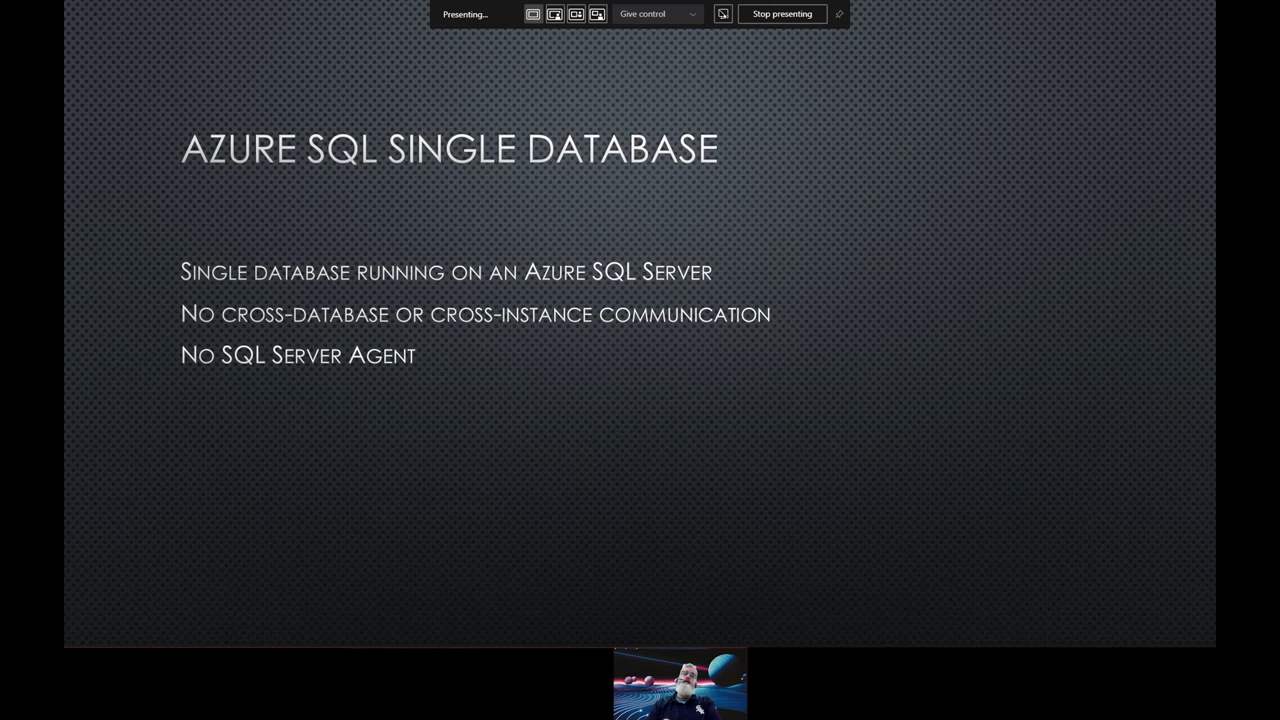 Presenting...
Give control
Stop presenting
AZURE SQL SINGLE DATABASE
SINGLE DATABASE RUNNING ON AN AZURE SQL SERVER
NO CROSS-DATABASE OR CROSS-INSTANCE COMMUNICATION
NO SQL SERVER AGENT